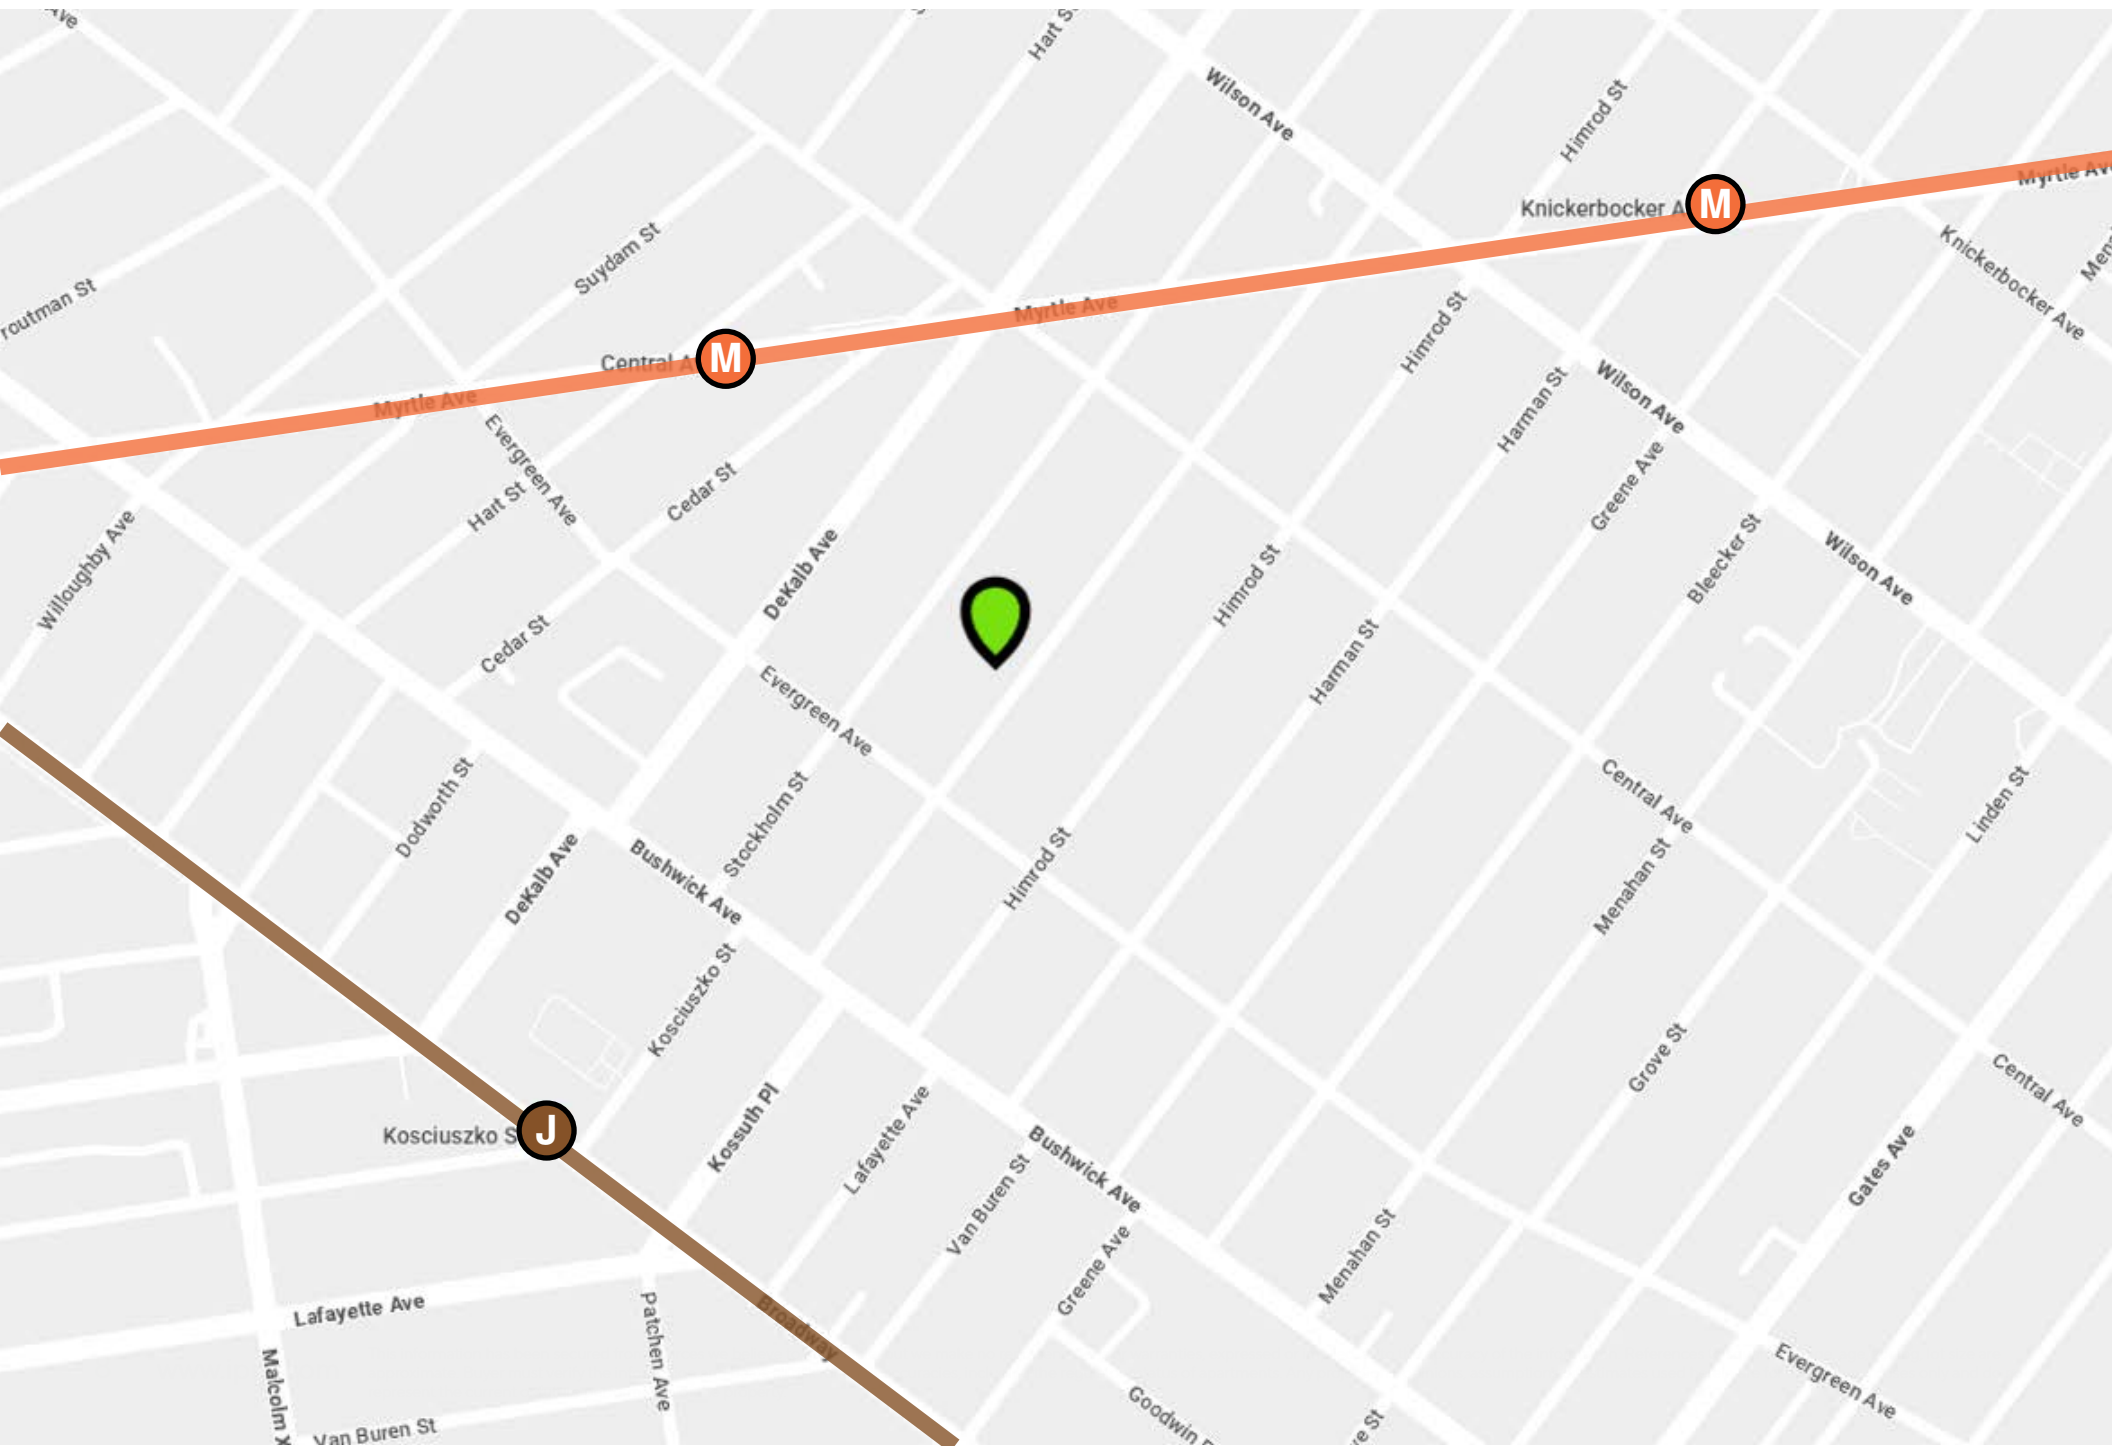 Ave
Hart S
Wilson Ave
Himrod St
Myrtle Ave
Knickerbocker A
M
Suydam St
Knickerbocker Ave
Men
routman St
Myrtle Ave
Himrod St
Central A
M
Myrtle Ave
Harman St
Wilson Ave
Evergreen Ave
Greene Ave
Cedar St
Hart St
Willoughby Ave
DeKalb Ave
Bleecker St
Wilson Ave
Himrod St
Cedar St
Harman St
Evergreen Ave
Dodworth St
Stockholm St
Central Ave
Linden St
DeKalb Ave
Bushwick Ave
Himrod St
Menahan St
Kosciuszko St
Grove St
Central Ave
Kosciuszko S
J
Kossuth Pl
Lafayette Ave
Bushwick Ave
Gates Ave
Van Buren St
Menahan St
Greene Ave
Lafayette Ave
Patchen Ave
Broadway
Malcolm X
Evergreen Ave
Goodwin P
Van Buren St
ve St